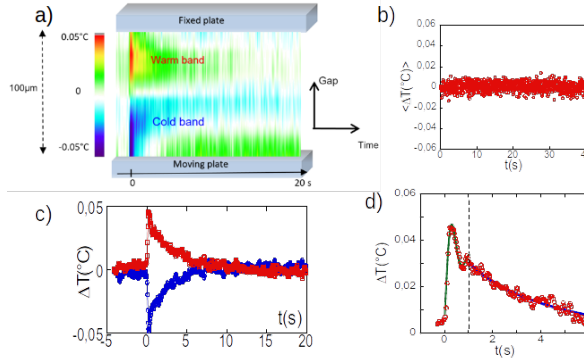 a)
Fixed plate
0.05°C
Warm band
100µm
0
Gap
Cold band
Time
-0.05°C
Moving plate
0
20 s
b)
0.06
0.04
0.02
0
-0.02
-0.04
-0.06
<ΔT(°C)>
0 10 20 30 40
t(s)
c)
0,05
0
-0,05
ΔT(°C)
-5 0 5 10 15 20
t(s)
d)
0.06
0.04
0.02
0
ΔT(°C)
0 2 4
t(s)